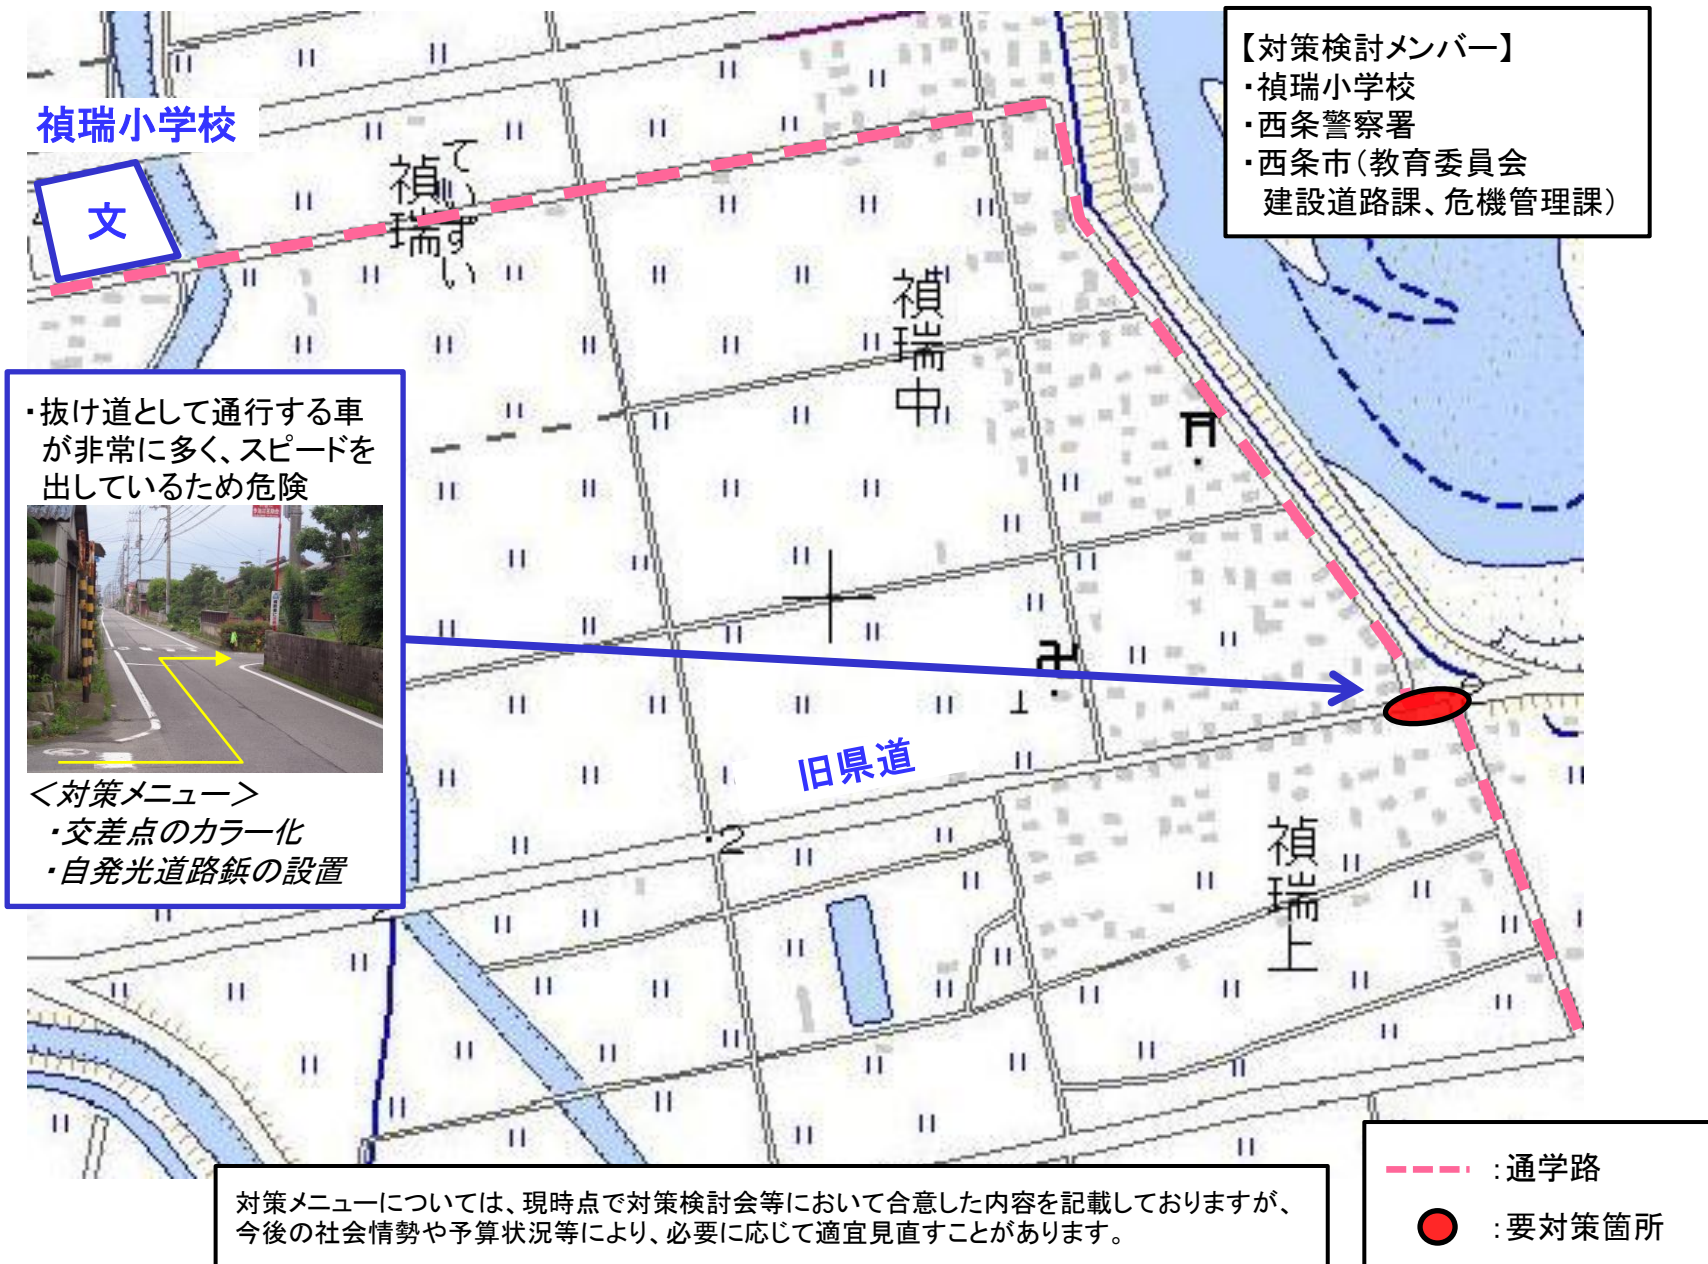 【対策検討メンバー】
・禎瑞小学校
・西条警察署
・西条市（教育委員会
建設道路課、危機管理課）
禎瑞小学校
文
禎瑞
ていずい
禎瑞中
・抜け道として通行する車
が非常に多く、スピードを
出しているため危険
＜対策メニュー＞
・交差点のカラー化
・自発光道路鋲の設置
旧県道
・2
禎瑞上
対策メニューについては、現時点で対策検討会等において合意した内容を記載しておりますが、
今後の社会情勢や予算状況等により、必要に応じて適宜見直すことがあります。
：通学路
：要対策箇所